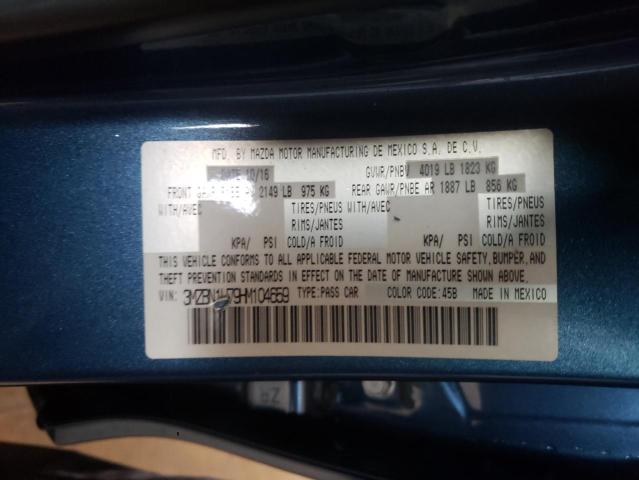 MFD. BY MAZDA MOTOR MANUFACTURING DE MEXICO S.A. DE C.V.
DATE 10/16 GVWR/PNBV 4019 LB 1823 KG
FRONT 2149 LB 975 KG REAR GAWR/PNBE AR 1887 LB 856 KG
WITH/AVEC TIRES/PNEUS WITH/AVEC TIRES/PNEUS
RIMS/JANTES RIMS/JANTES
KPA/ PSI COLD/A FROID KPA/ PSI COLD/A FROID
THIS VEHICLE CONFORMS TO ALL APPLICABLE FEDERAL MOTOR VEHICLE SAFETY, BUMPER, AND
THEFT PREVENTION STANDARDS IN EFFECT ON THE DATE OF MANUFACTURE SHOWN ABOVE.
VIN: TYPE:PASS CAR COLOR CODE:45B MADE IN MEXICO